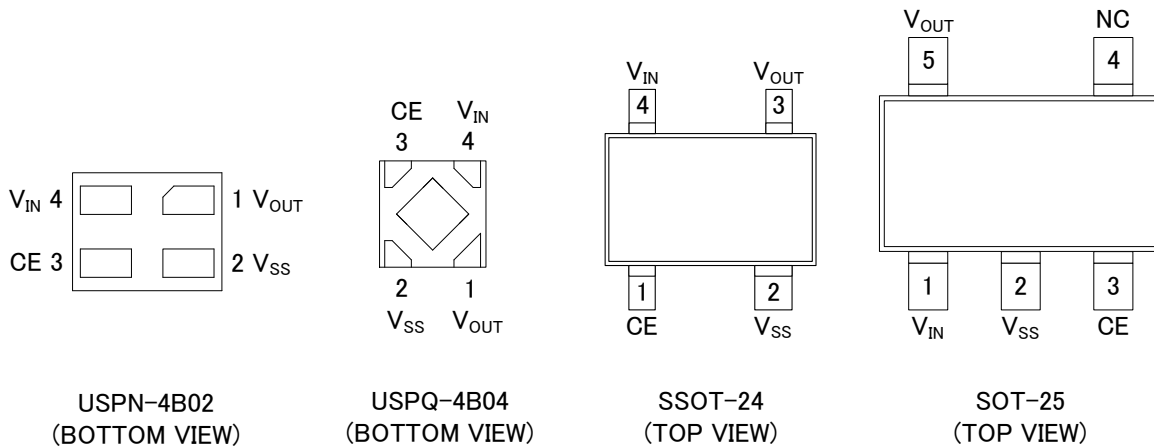 V_IN 4
1 V_OUT
CE 3
2 V_SS
USPN-4B02
(BOTTOM VIEW)
CE
V_IN
3
4
2
1
V_SS
V_OUT
USPQ-4B04
(BOTTOM VIEW)
V_IN
V_OUT
4
3
1
2
CE
V_SS
SSOT-24
(TOP VIEW)
V_OUT
NC
5
4
1
2
3
V_IN
V_SS
CE
SOT-25
(TOP VIEW)